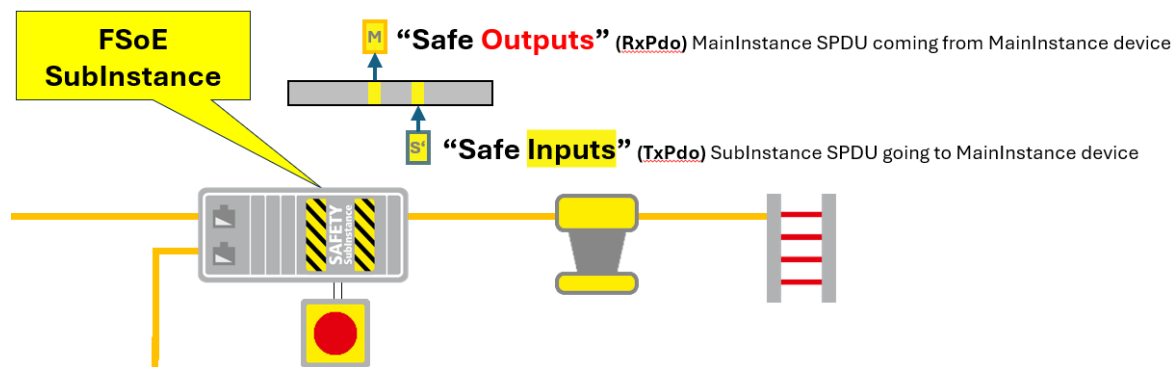 FSoE
SubInstance
M
“Safe Outputs” (RxPdo) MainInstance SPDU coming from MainInstance device
S‘
“Safe Inputs” (TxPdo) SubInstance SPDU going to MainInstance device
SAFETY
SubInstance